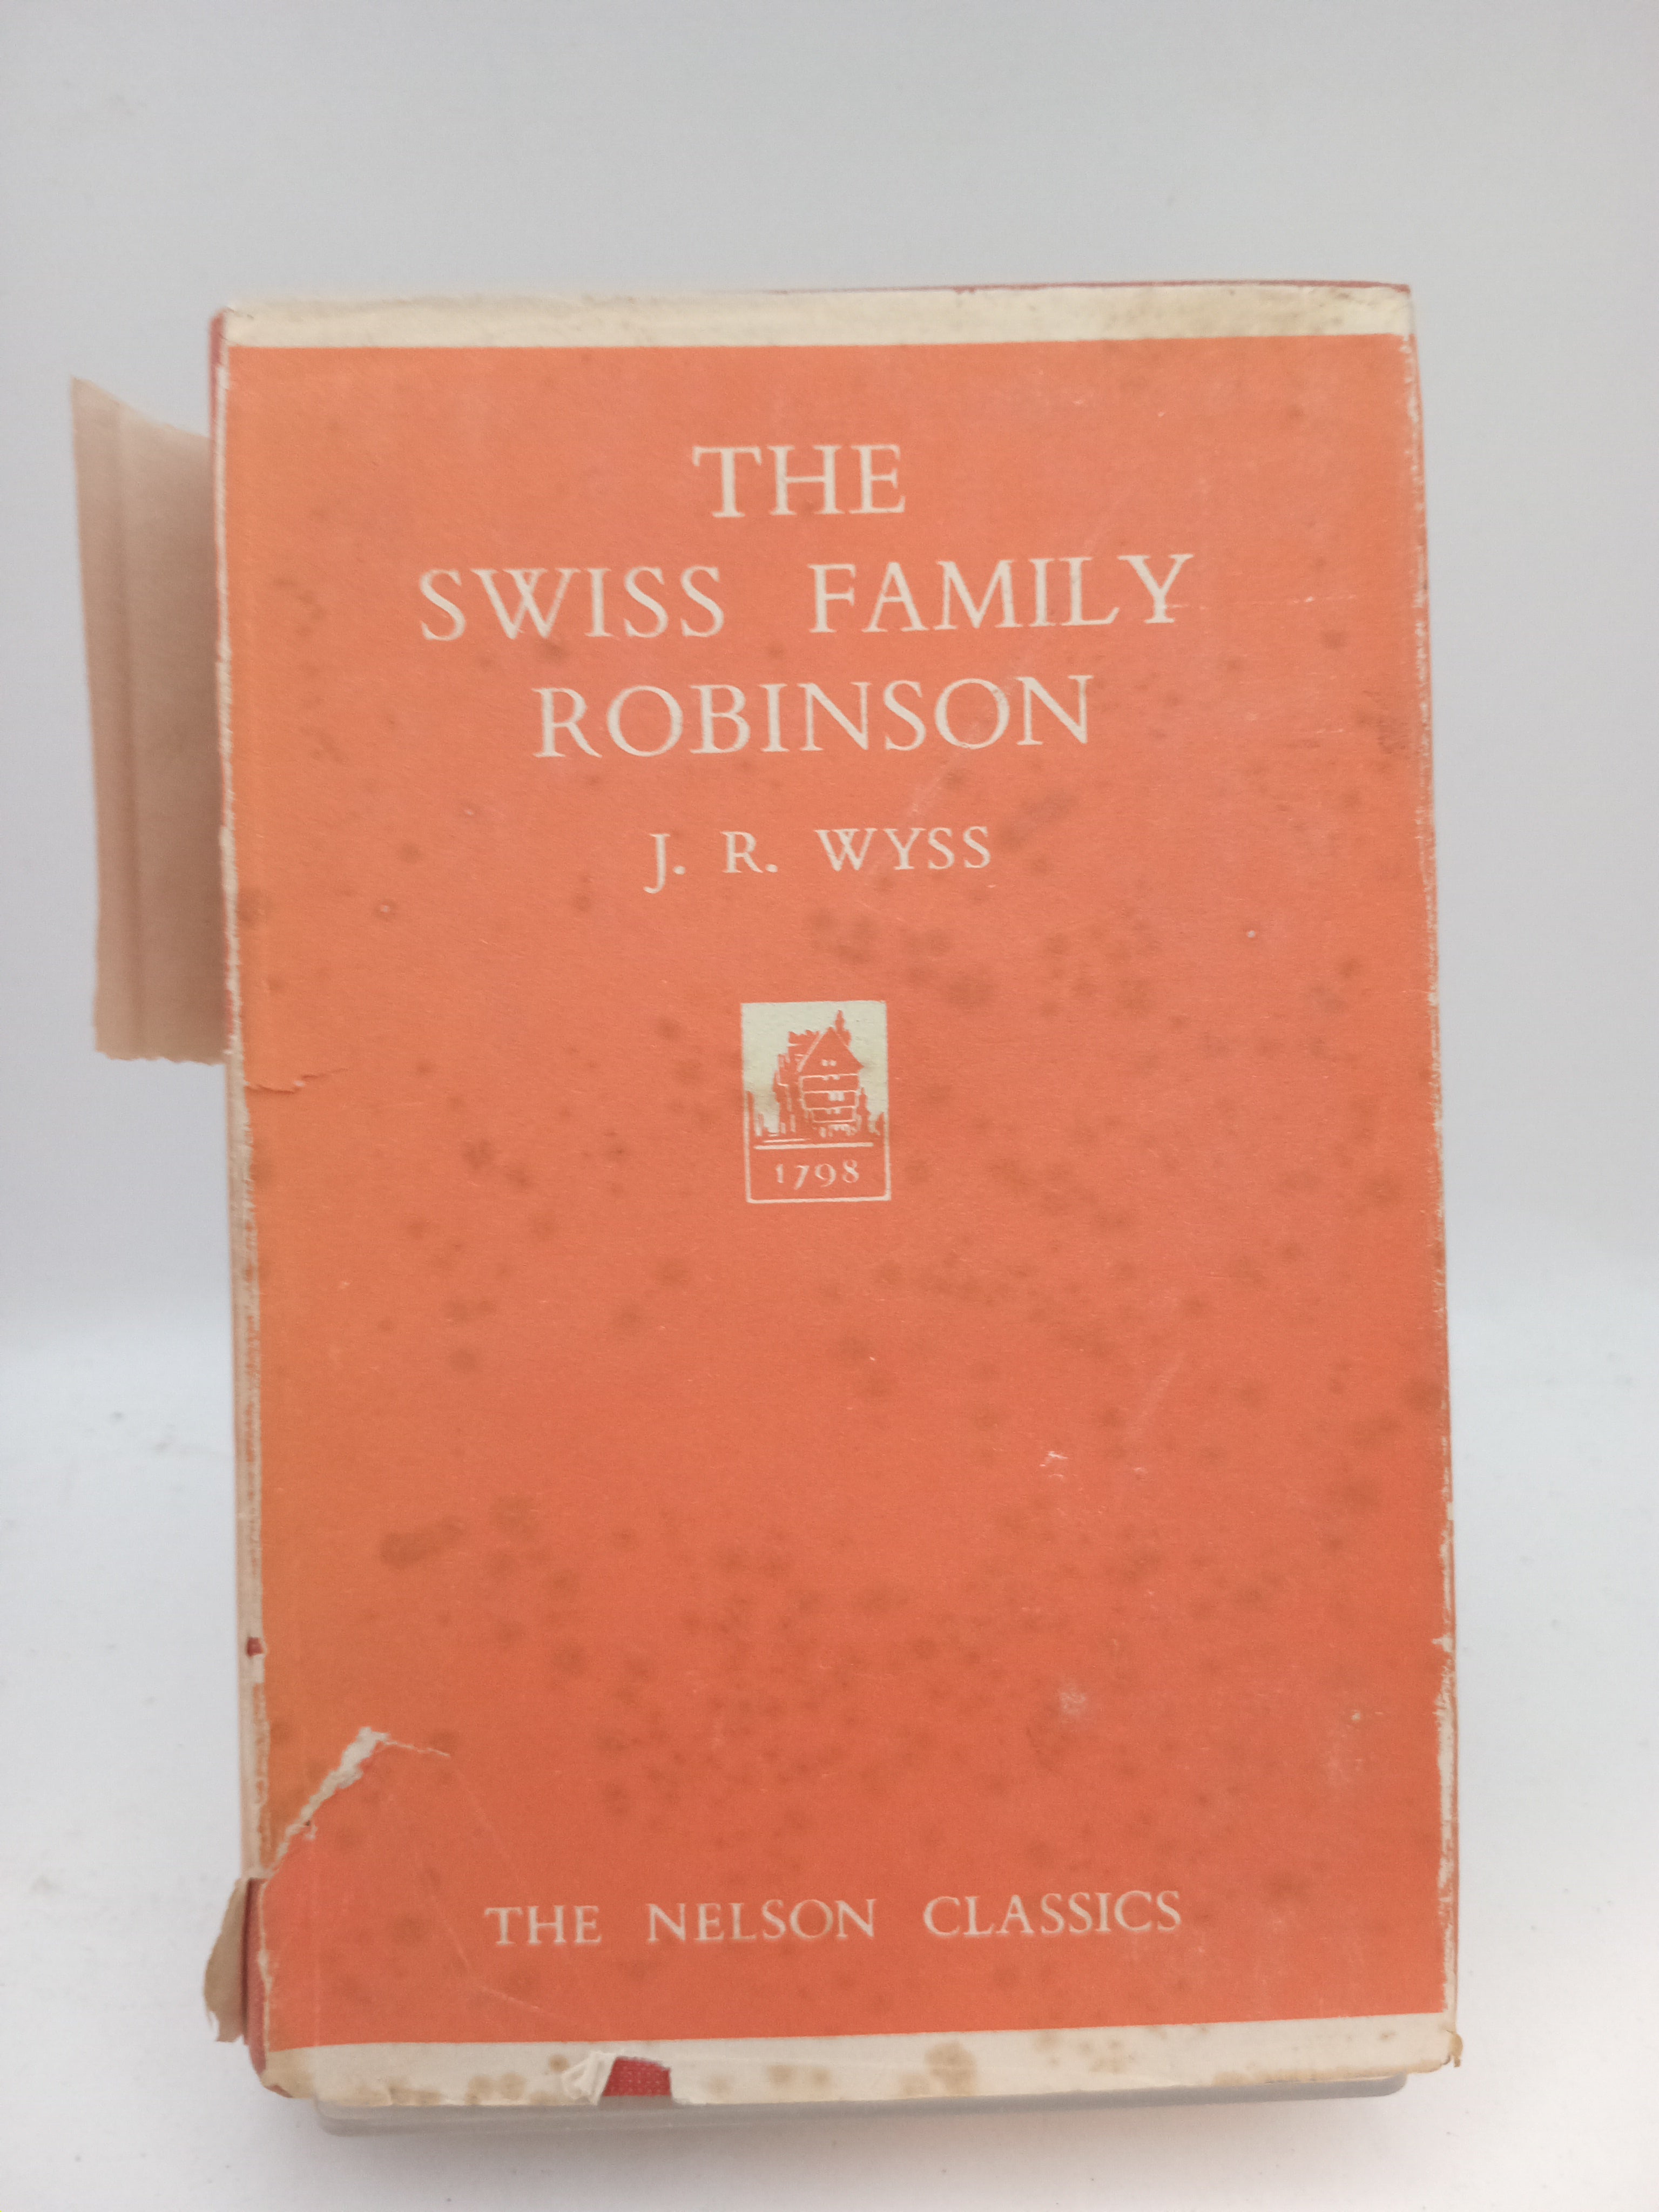 THE
SWISS FAMILY
ROBINSON
J. R. WYSS
1798
THE NELSON CLASSICS